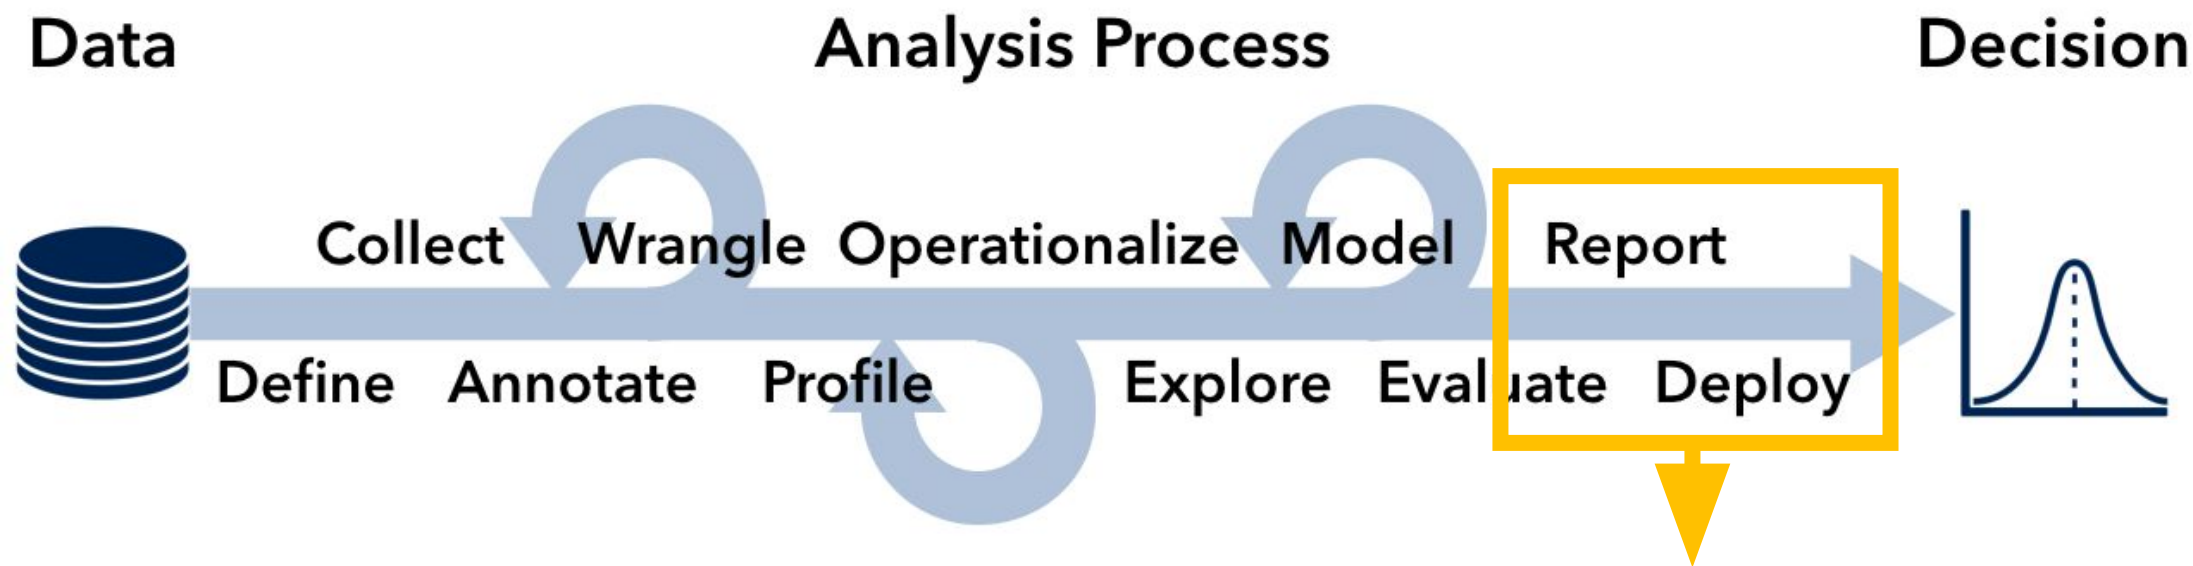 Data Analysis Process Decision
Collect Wrangle Operationalize Model Report
Define Annotate Profile Explore Evaluate Deploy